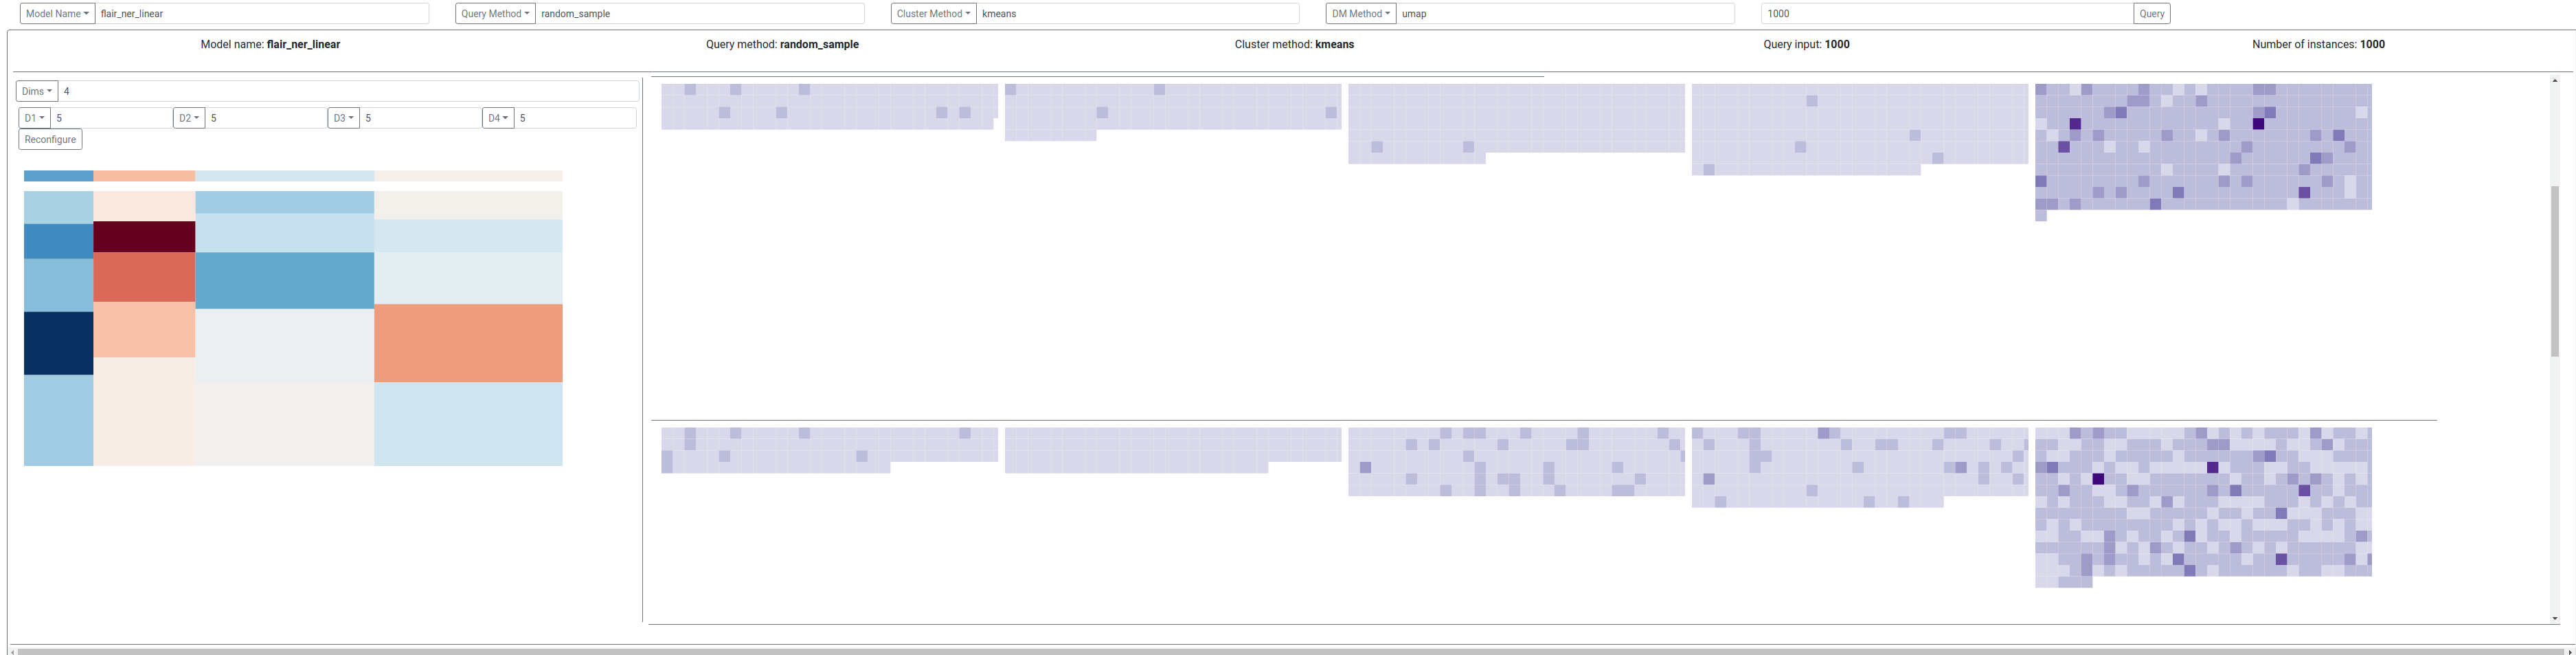 Model Name flair_ner_linear Query Method random_sample Cluster Method kmeans DM Method umap 1000 Query
Model name: flair_ner_linear Query method: random_sample Cluster method: kmeans Query input: 1000 Number of instances: 1000
Dims 4
D1 5 D2 5 D3 5 D4 5
Reconfigure